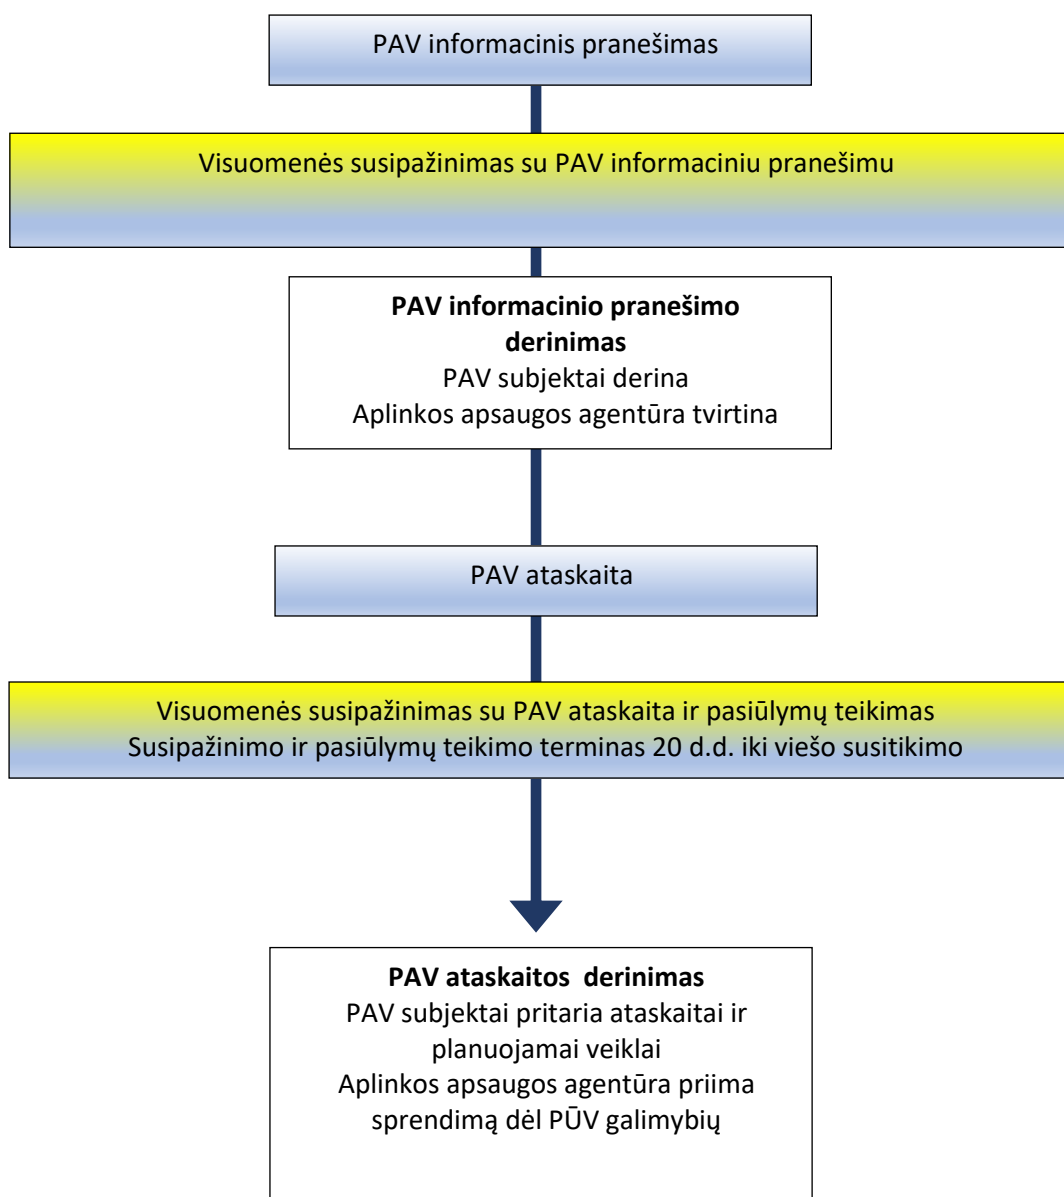 PAV informacinis pranešimas
Visuomenės susipažinimas su PAV informaciniu pranešimu
PAV informacinio pranešimo
derinimas
PAV subjektai derina
Aplinkos apsaugos agentūra tvirtina
PAV ataskaita
Visuomenės susipažinimas su PAV ataskaita ir pasiūlymų teikimas
Susipažinimo ir pasiūlymų teikimo terminas 20 d.d. iki viešo susitikimo
PAV ataskaitos derinimas
PAV subjektai pritaria ataskaitai ir
planuojamai veiklai
Aplinkos apsaugos agentūra priima
sprendimą dėl PŪV galimybių